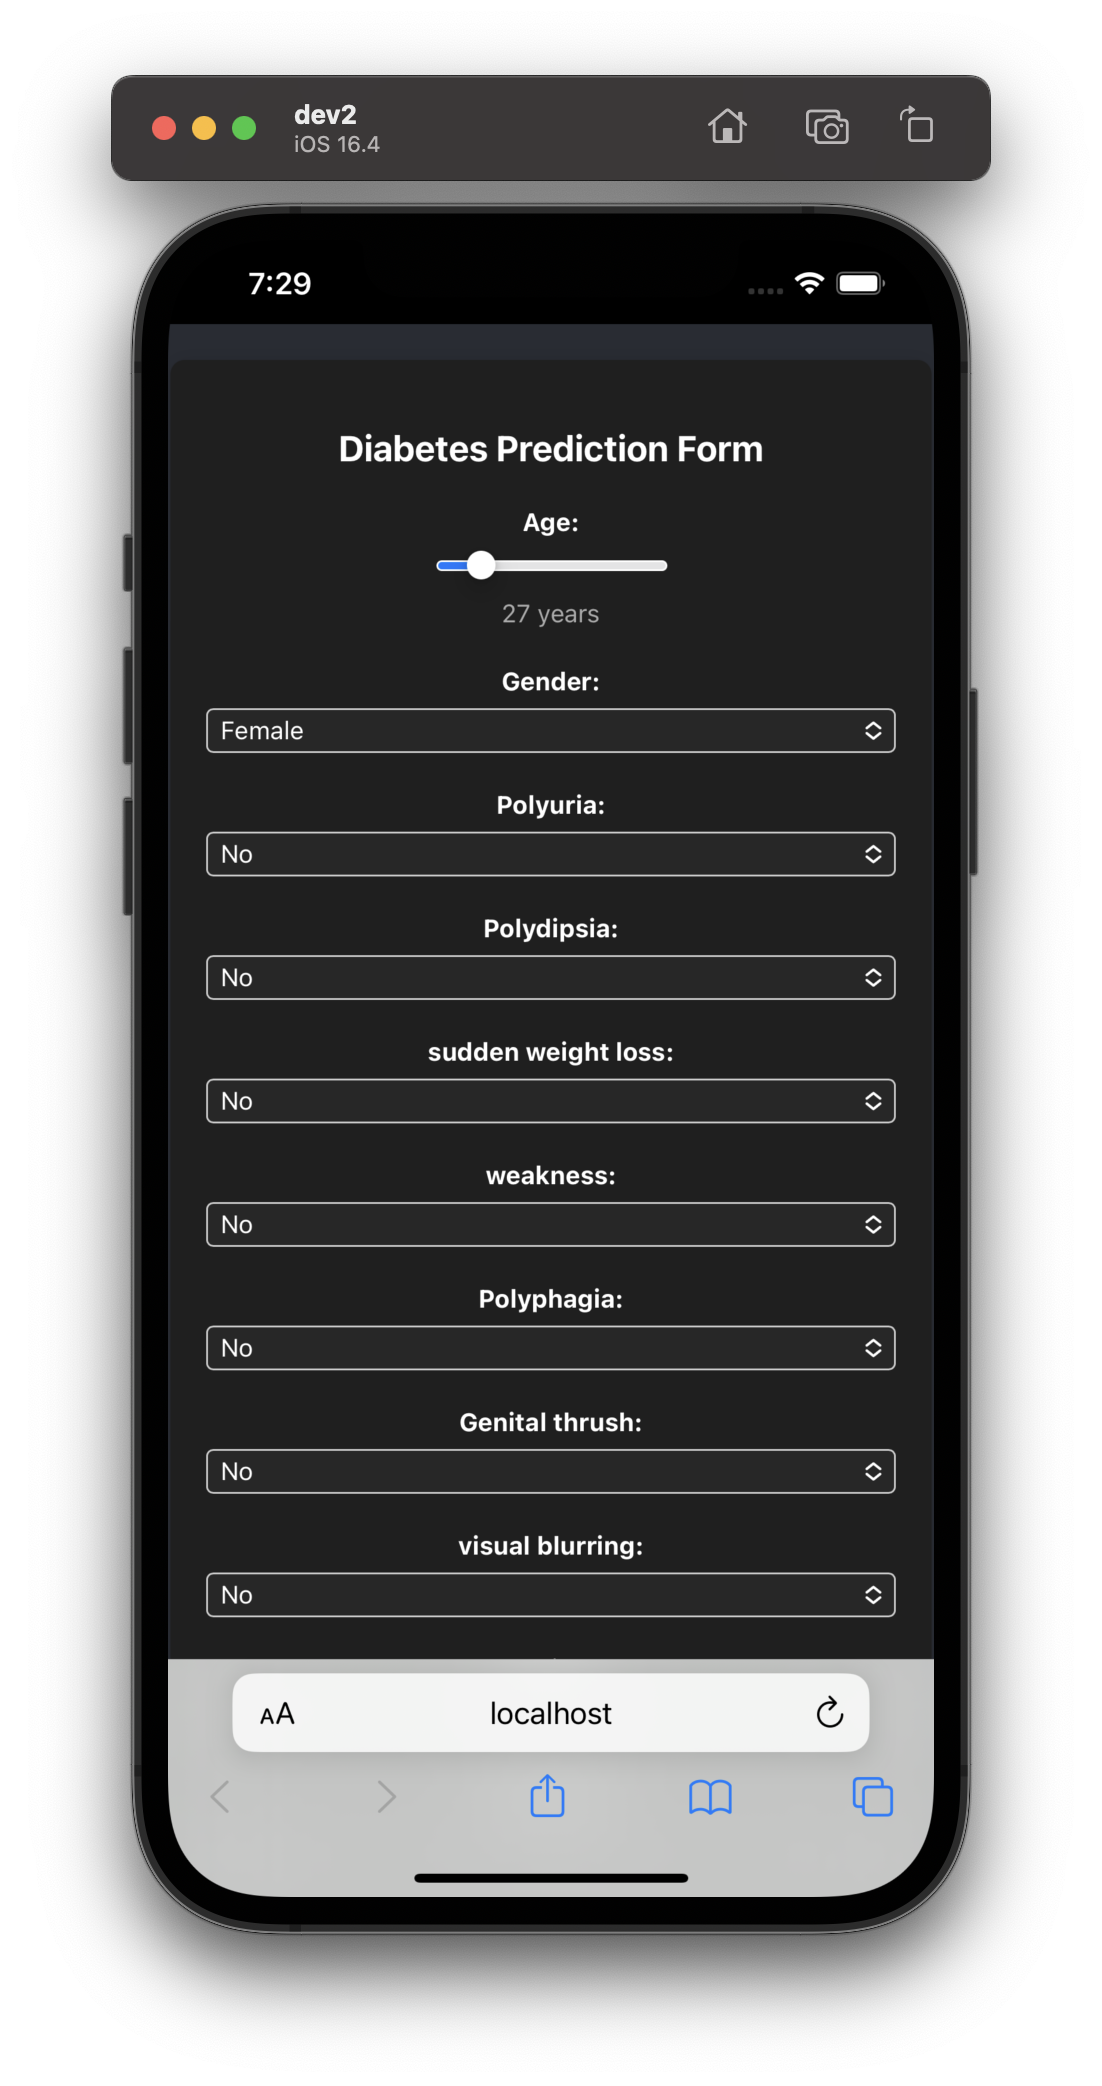 dev2
iOS 16.4
7:29
Diabetes Prediction Form
Age:
27 years
Gender:
Female
Polyuria:
No
Polydipsia:
No
sudden weight loss:
No
weakness:
No
Polyphagia:
No
Genital thrush:
No
visual blurring:
No
AA localhost